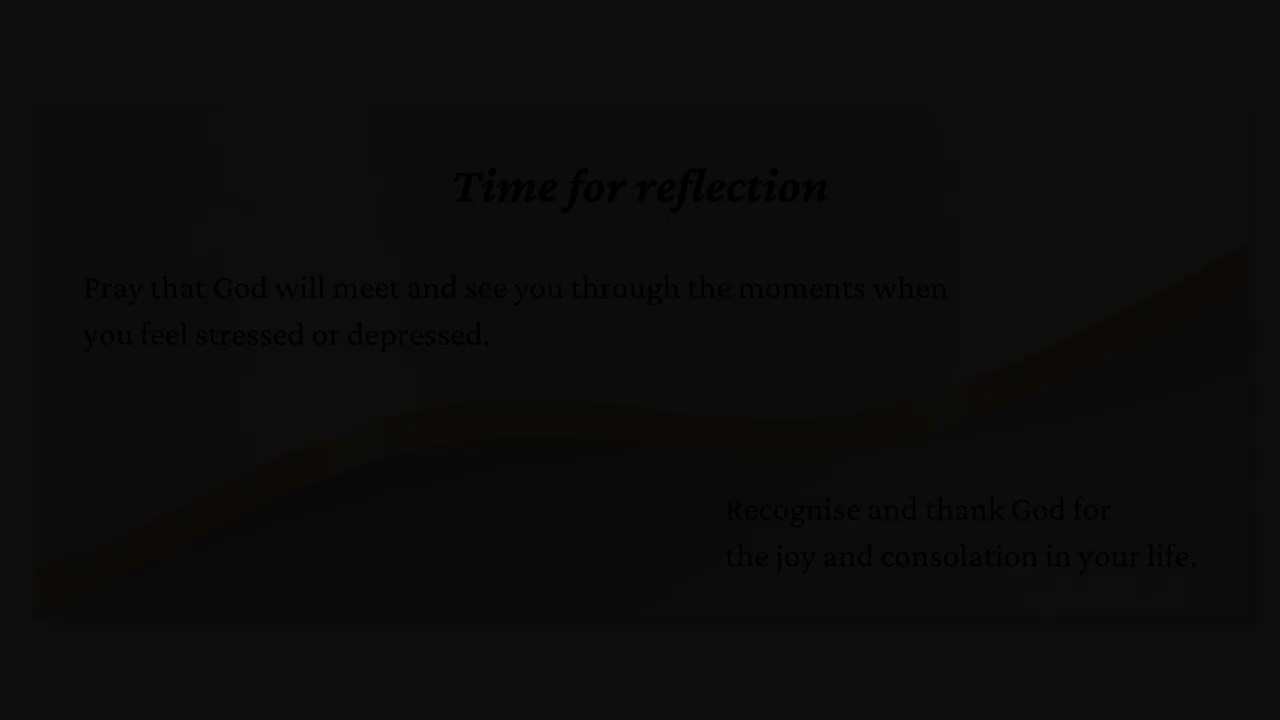 Time for reflection
Pray that God will meet and see you through the moments when
you feel stressed or depressed.
Recognise and thank God for
the joy and consolation in your life.